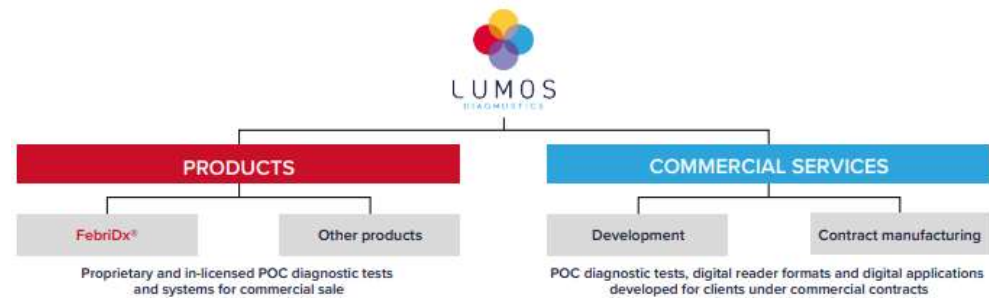 LUMOS
DIAGNOSTICS
PRODUCTS
COMMERCIAL SERVICES
FebriDx®
Other products
Development
Contract manufacturing
Proprietary and in-licensed POC diagnostic tests
and systems for commercial sale
POC diagnostic tests, digital reader formats and digital applications
developed for clients under commercial contracts